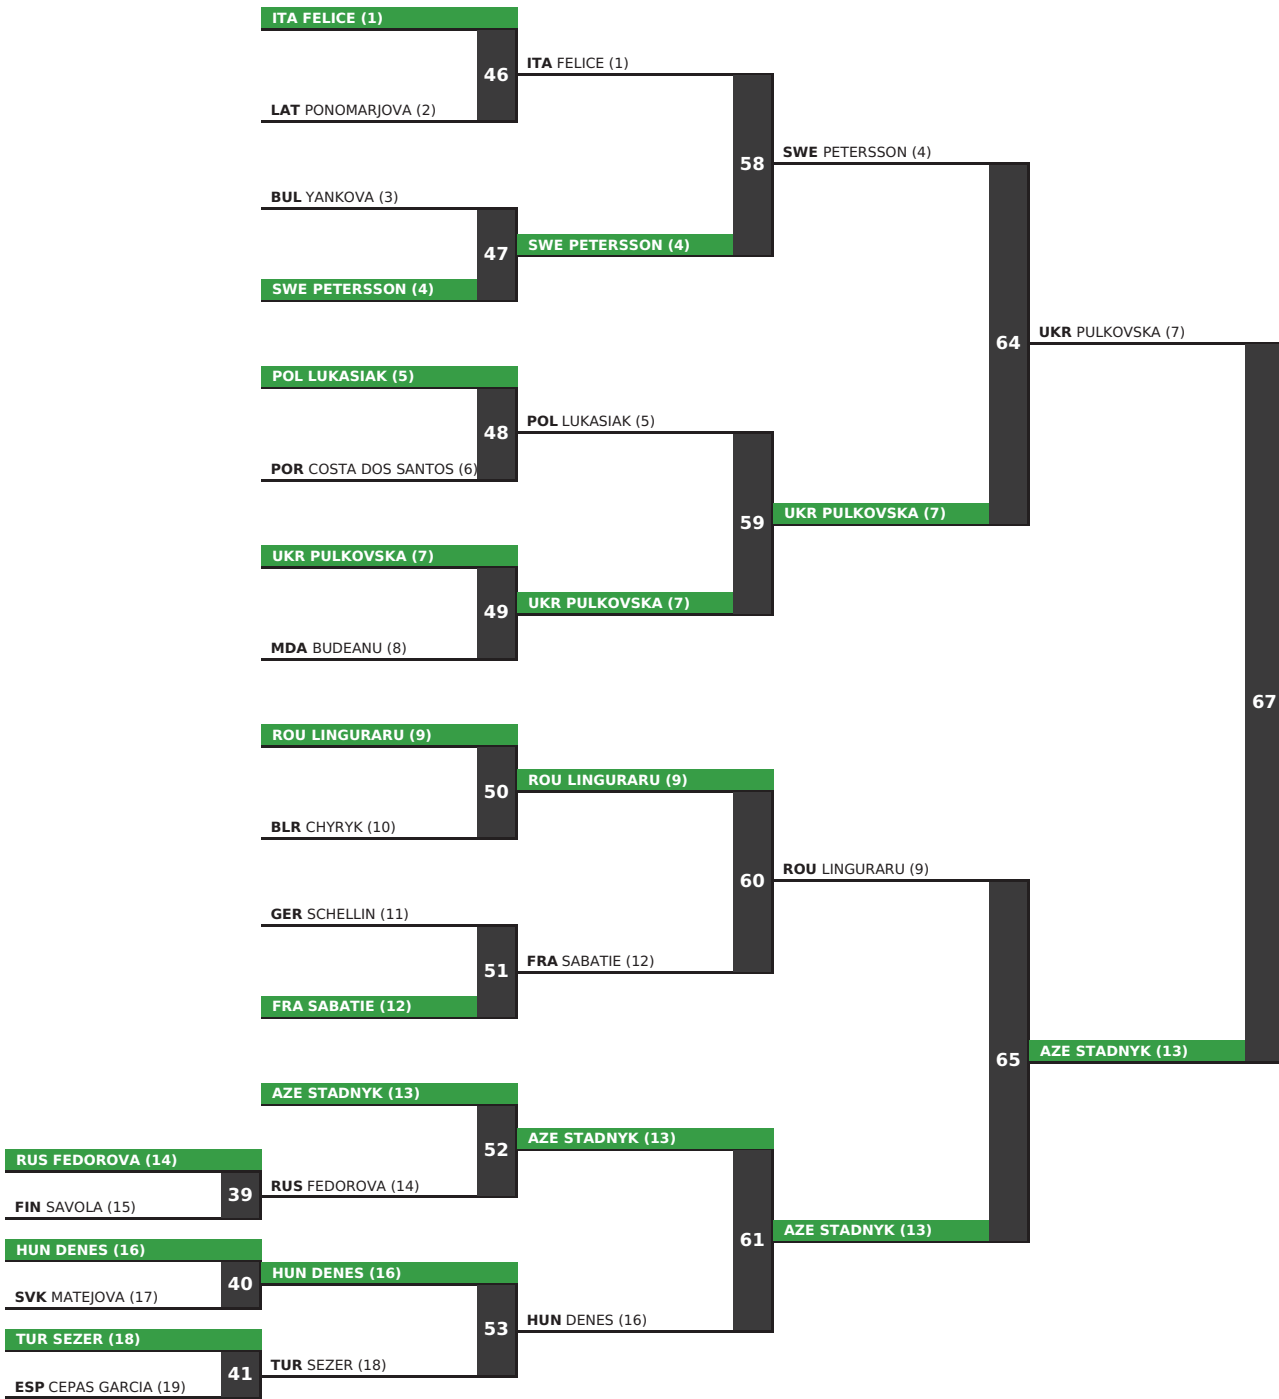 ITA FELICE (1)
46
LAT PONOMARJOVA (2)
ITA FELICE (1)
58
BUL YANKOVA (3)
47
SWE PETERSSON (4)
SWE PETERSSON (4)
SWE PETERSSON (4)
64
POL LUKASIAK (5)
48
POR COSTA DOS SANTOS (6)
POL LUKASIAK (5)
59
UKR PULKOVSKA (7)
49
MDA BUDEANU (8)
UKR PULKOVSKA (7)
UKR PULKOVSKA (7)
UKR PULKOVSKA (7)
67
ROU LINGURARU (9)
50
BLR CHYRYK (10)
ROU LINGURARU (9)
60
GER SCHELLIN (11)
51
FRA SABATIE (12)
FRA SABATIE (12)
ROU LINGURARU (9)
65
AZE STADNYK (13)
52
RUS FEDOROVA (14)
39
FIN SAVOLA (15)
RUS FEDOROVA (14)
AZE STADNYK (13)
61
HUN DENES (16)
40
SVK MATEJOVA (17)
HUN DENES (16)
53
TUR SEZER (18)
41
ESP CEPAS GARCIA (19)
TUR SEZER (18)
HUN DENES (16)
AZE STADNYK (13)
AZE STADNYK (13)